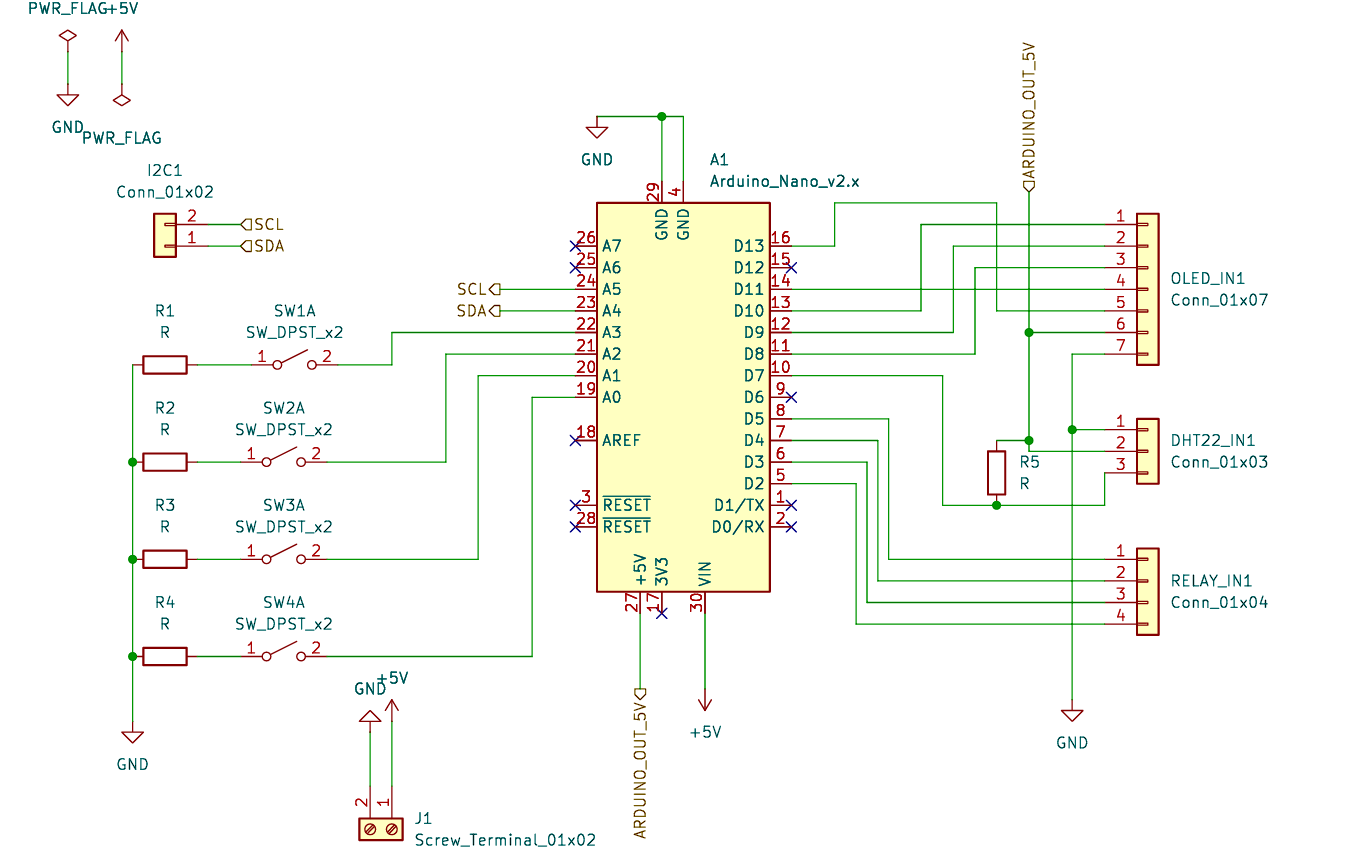 PWR_FLAG
+5V
GND
PWR_FLAG
I2C1
Conn_01x02
2
SCL
1
SDA
R1
R
SW1A
SW_DPST_x2
1
2
R2
R
SW2A
SW_DPST_x2
1
2
R3
R
SW3A
SW_DPST_x2
1
2
R4
R
SW4A
SW_DPST_x2
1
2
GND
GND
+5V
2
1
J1
Screw_Terminal_01x02
GND
A1
Arduino_Nano_v2.x
29
4
GND
GND
26
A7
25
A6
SCL
24
A5
SDA
23
A4
22
A3
21
A2
20
A1
19
A0
18
AREF
3
RESET
28
RESET
D13
16
D12
15
D11
14
D10
13
D9
12
D8
11
D7
10
D6
9
D5
8
D4
7
D3
6
D2
5
D1/TX
1
D0/RX
2
+5V
3V3
VIN
27
17
30
ARDUINO_OUT_5V
+5V
ARDUINO_OUT_5V
1
2
3
4
5
6
7
OLED_IN1
Conn_01x07
R5
R
1
2
3
DHT22_IN1
Conn_01x03
1
2
3
4
RELAY_IN1
Conn_01x04
GND